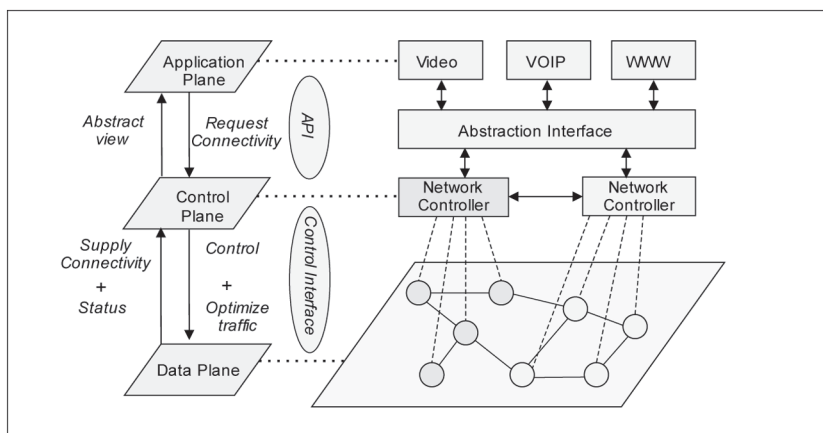 Application
Plane
Video
VOIP
WWW
Abstract
view
Request
Connectivity
API
Abstraction Interface
Control
Plane
Network
Controller
Network
Controller
Supply
Connectivity
+
Status
Control
+
Optimize
traffic
Control Interface
Data Plane